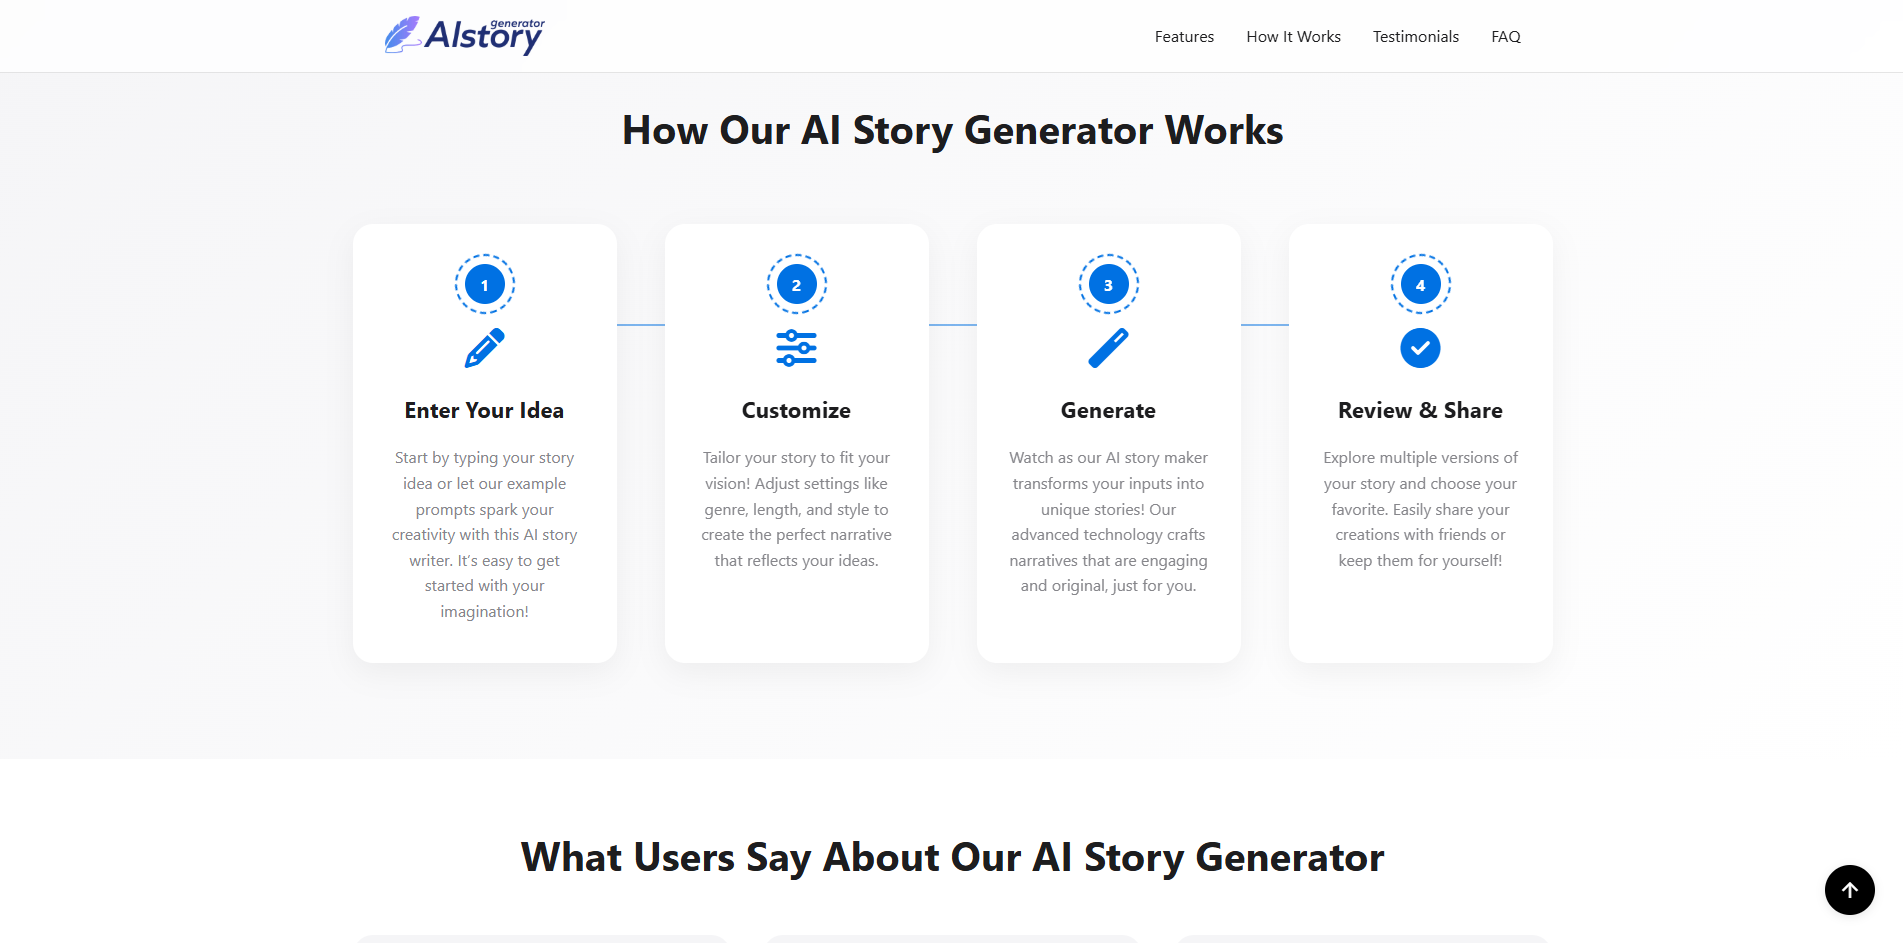 AIstory generator
Features
How It Works
Testimonials
FAQ
How Our AI Story Generator Works
1
Enter Your Idea
Start by typing your story
idea or let our example
prompts spark your
creativity with this AI story
writer. It’s easy to get
started with your
imagination!
2
Customize
Tailor your story to fit your
vision! Adjust settings like
genre, length, and style to
create the perfect narrative
that reflects your ideas.
3
Generate
Watch as our AI story maker
transforms your inputs into
unique stories! Our
advanced technology crafts
narratives that are engaging
and original, just for you.
4
Review & Share
Explore multiple versions of
your story and choose your
favorite. Easily share your
creations with friends or
keep them for yourself!
What Users Say About Our AI Story Generator